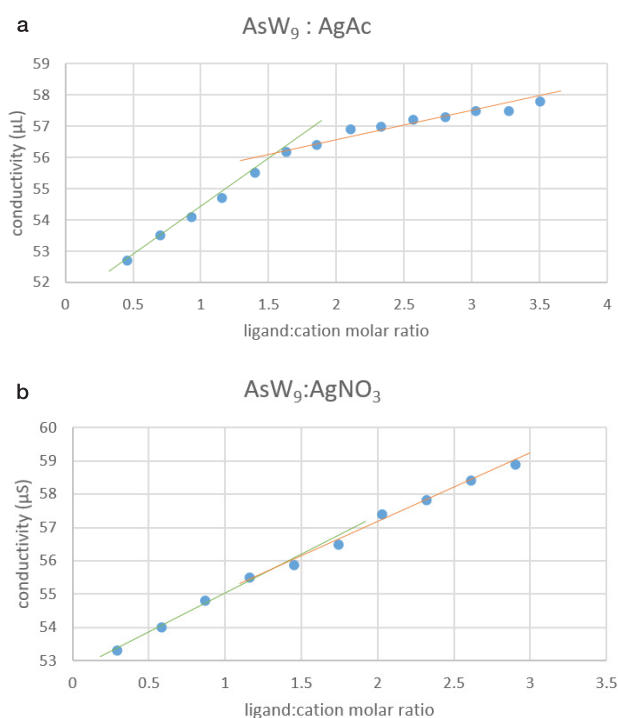 a
AsW₉ : AgAc
59
58
57
56
55
54
53
52
0 0.5 1 1.5 2 2.5 3 3.5 4
conductivity (µL)
ligand:cation molar ratio
b
AsW₉:AgNO₃
60
59
58
57
56
55
54
53
0 0.5 1 1.5 2 2.5 3 3.5
conductivity (µS)
ligand:cation molar ratio